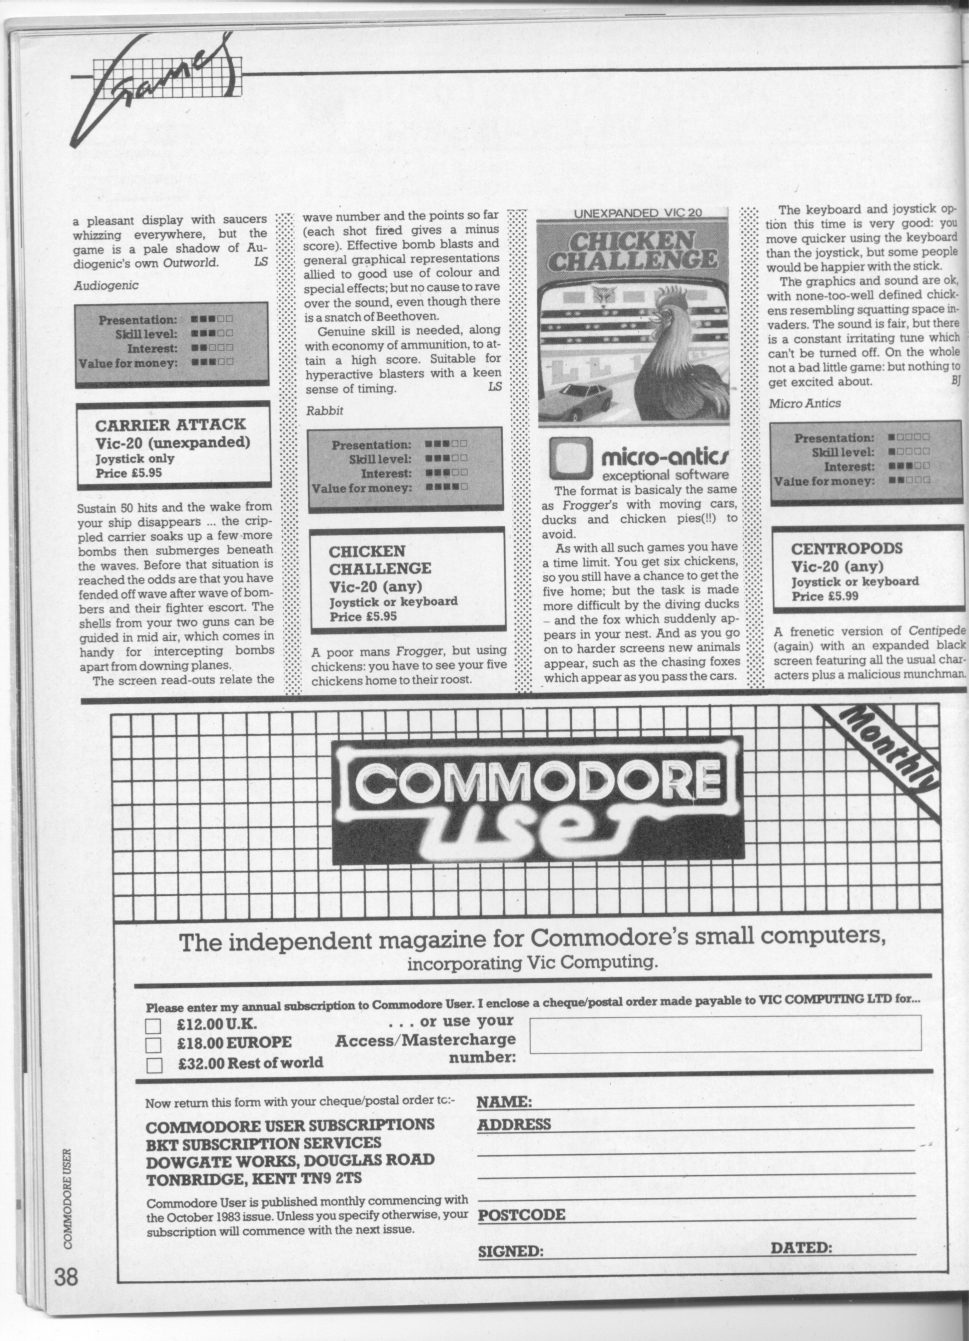 Games
a pleasant display with saucers
whizzing everywhere, but the
game is a pale shadow of Au-
diogenic's own Outworld. LS
Audiogenic
Presentation: ■■■□□
Skill level: ■■■□□
Interest: ■■□□□
Value for money: ■■■□□
CARRIER ATTACK
Vic-20 (unexpanded)
Joystick only
Price £5.95
Sustain 50 hits and the wake from
your ship disappears ... the crip-
pled carrier soaks up a few more
bombs then submerges beneath
the waves. Before that situation is
reached the odds are that you have
fended off wave after wave of bom-
bers and their fighter escort. The
shells from your two guns can be
guided in mid air, which comes in
handy for intercepting bombs
apart from downing planes.
The screen read-outs relate the
wave number and the points so far
(each shot fired gives a minus
score). Effective bomb blasts and
general graphical representations
allied to good use of colour and
special effects; but no cause to rave
over the sound, even though there
is a snatch of Beethoven.
Genuine skill is needed, along
with economy of ammunition, to at-
tain a high score. Suitable for
hyperactive blasters with a keen
sense of timing. LS
Rabbit
Presentation: ■■■□□
Skill level: ■■■□□
Interest: ■■■□□
Value for money: ■■■■□
CHICKEN
CHALLENGE
Vic-20 (any)
Joystick or keyboard
Price £5.95
A poor mans Frogger, but using
chickens: you have to see your five
chickens home to their roost.
UNEXPANDED VIC 20
CHICKEN
CHALLENGE
micro-antics
exceptional software
The format is basicaly the same
as Frogger's with moving cars,
ducks and chicken pies(!!) to
avoid.
As with all such games you have
a time limit. You get six chickens,
so you still have a chance to get the
five home; but the task is made
more difficult by the diving ducks
– and the fox which suddenly ap-
pears in your nest. And as you go
on to harder screens new animals
appear, such as the chasing foxes
which appear as you pass the cars.
The keyboard and joystick op-
tion this time is very good: you
move quicker using the keyboard
than the joystick, but some people
would be happier with the stick.
The graphics and sound are ok,
with none-too-well defined chick-
ens resembling squatting space in-
vaders. The sound is fair, but there
is a constant irritating tune which
can't be turned off. On the whole
not a bad little game: but nothing to
get excited about. BJ
Micro Antics
Presentation: ■□□□□
Skill level: ■□□□□
Interest: ■■■□□
Value for money: ■■□□□
CENTROPODS
Vic-20 (any)
Joystick or keyboard
Price £5.99
A frenetic version of Centipede
(again) with an expanded black
screen featuring all the usual char-
acters plus a malicious munchman.
Monthly
COMMODORE
user
The independent magazine for Commodore's small computers,
incorporating Vic Computing.
Please enter my annual subscription to Commodore User. I enclose a cheque/postal order made payable to VIC COMPUTING LTD for...
£12.00 U.K.
£18.00 EUROPE
£32.00 Rest of world
. . . or use your
Access/Mastercharge
number:
Now return this form with your cheque/postal order to:-
COMMODORE USER SUBSCRIPTIONS
BKT SUBSCRIPTION SERVICES
DOWGATE WORKS, DOUGLAS ROAD
TONBRIDGE, KENT TN9 2TS
Commodore User is published monthly commencing with
the October 1983 issue. Unless you specify otherwise, your
subscription will commence with the next issue.
NAME:
ADDRESS
POSTCODE
SIGNED: DATED:
COMMODORE USER
38